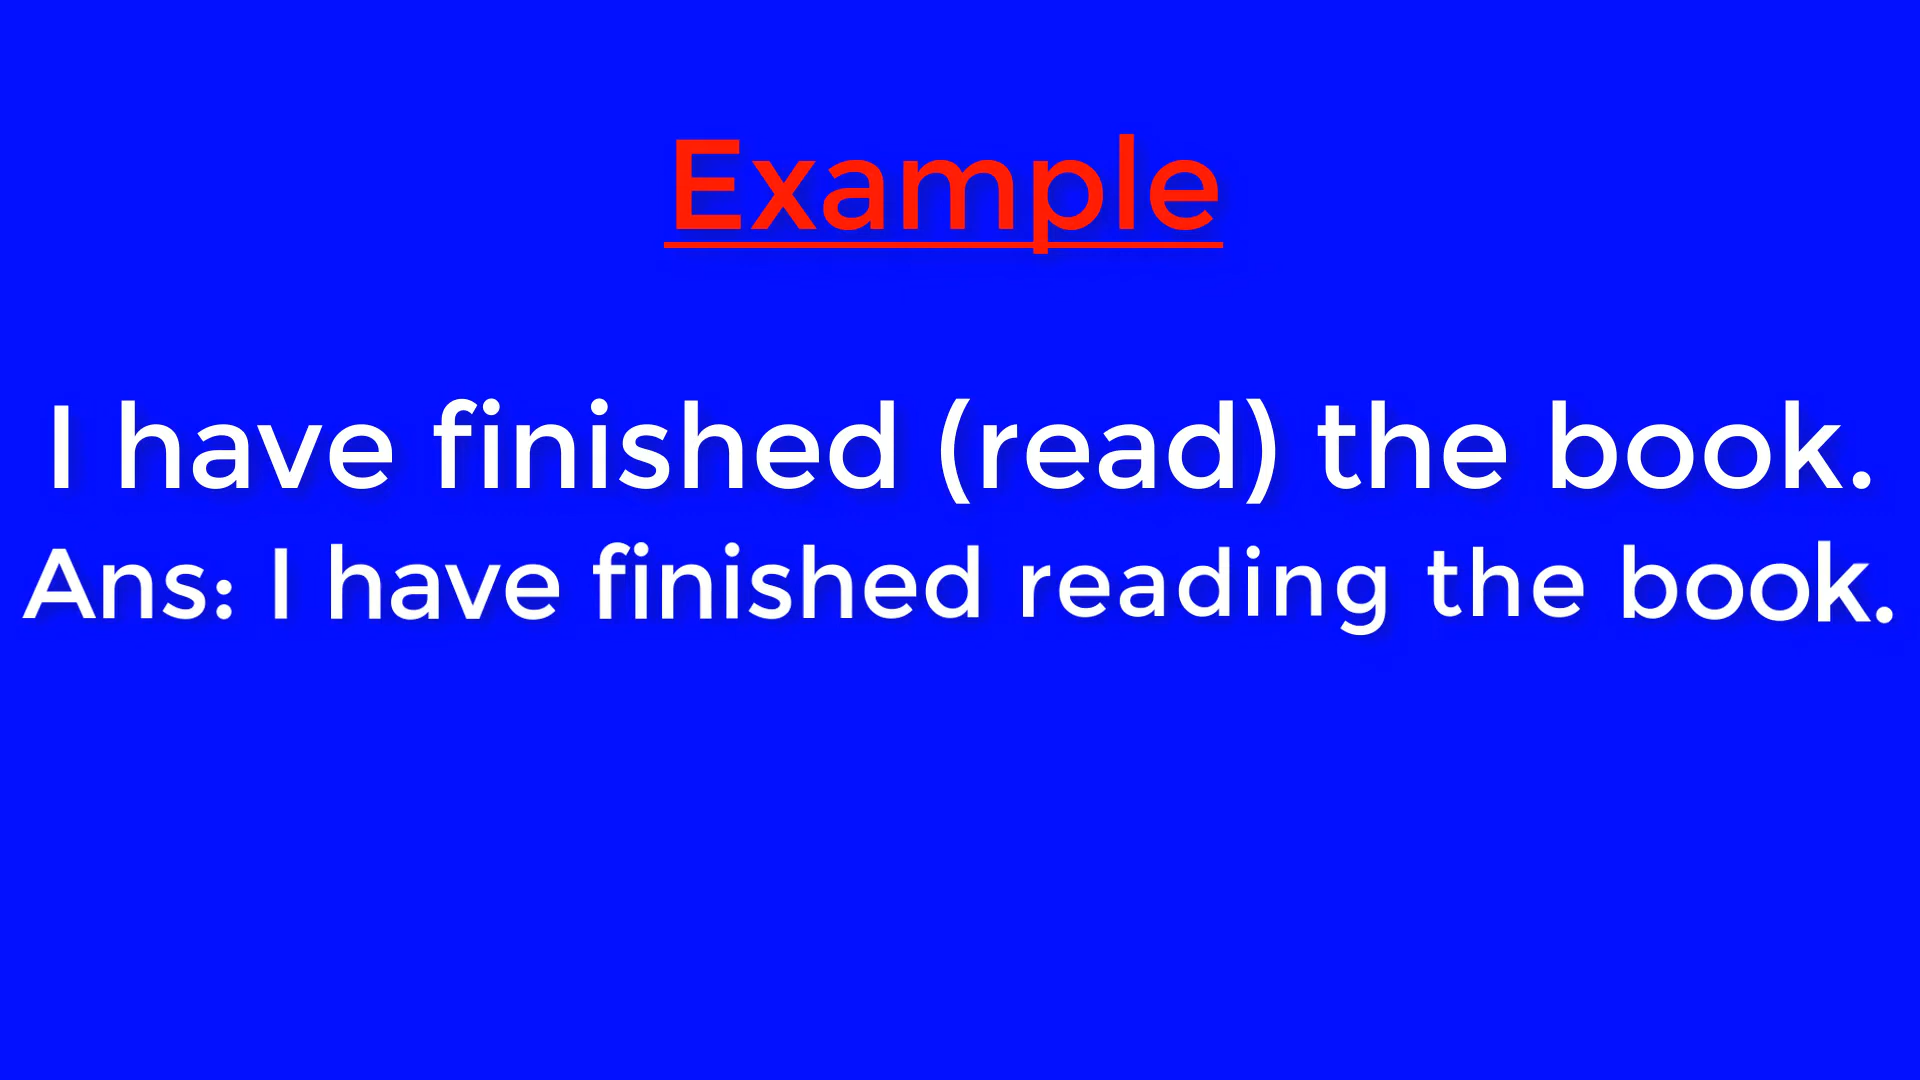 Example
I have finished (read) the book.
Ans: I have finished reading the book.